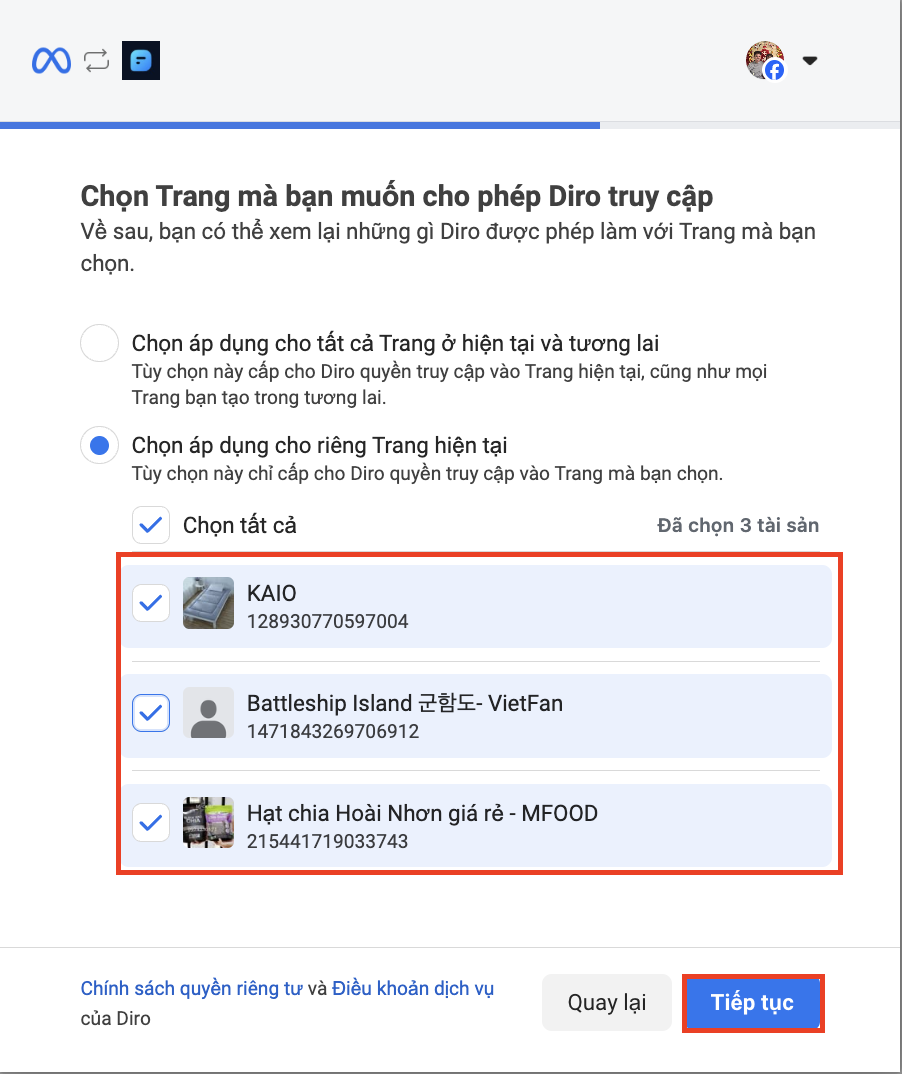 Chọn Trang mà bạn muốn cho phép Diro truy cập
Về sau, bạn có thể xem lại những gì Diro được phép làm với Trang mà bạn
chọn.
Chọn áp dụng cho tất cả Trang ở hiện tại và tương lai
Tùy chọn này cấp cho Diro quyền truy cập vào Trang hiện tại, cũng như mọi
Trang bạn tạo trong tương lai.
Chọn áp dụng cho riêng Trang hiện tại
Tùy chọn này chỉ cấp cho Diro quyền truy cập vào Trang mà bạn chọn.
Chọn tất cả Đã chọn 3 tài sản
KAIO
128930770597004
Battleship Island 군함도- VietFan
1471843269706912
Hạt chia Hoài Nhơn giá rẻ - MFOOD
215441719033743
Chính sách quyền riêng tư và Điều khoản dịch vụ
của Diro
Quay lại Tiếp tục